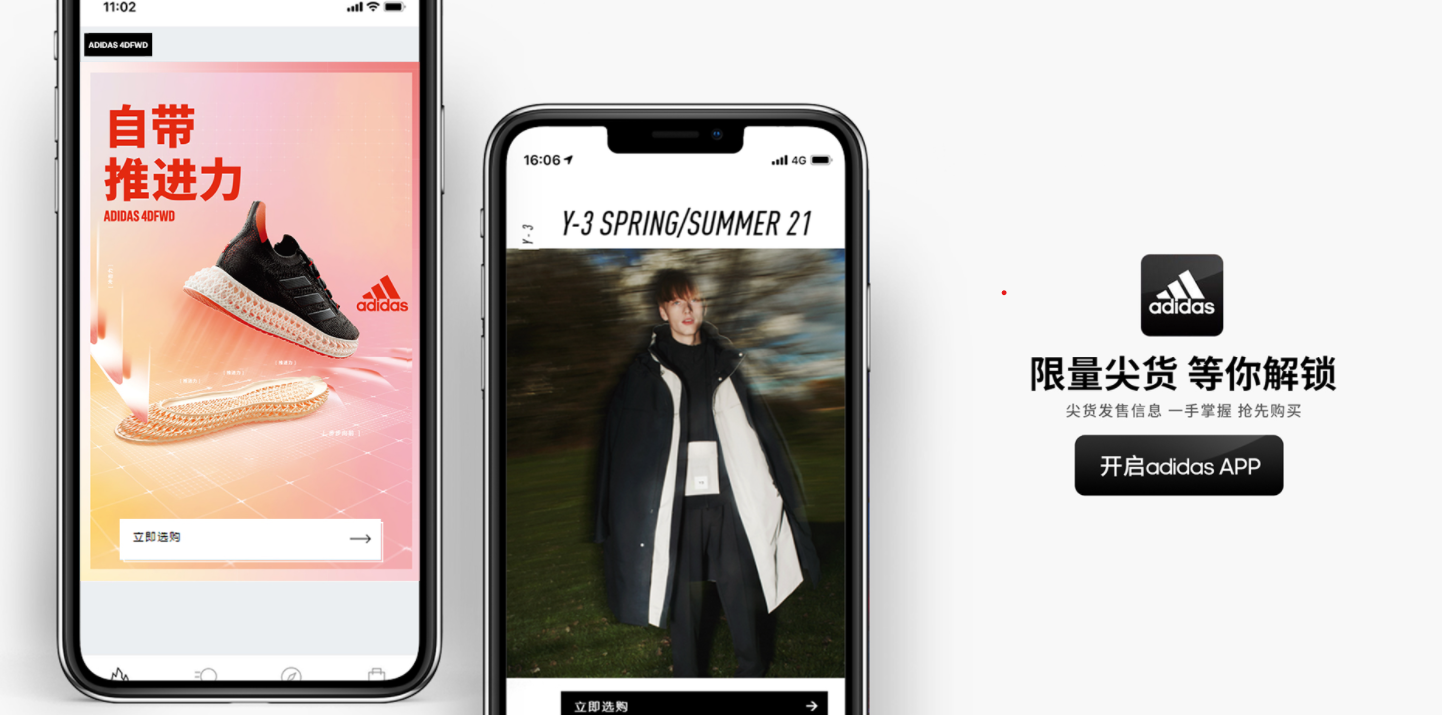 11:02
ADIDAS 4DFWD
自带
推进力
ADIDAS 4DFWD
adidas
立即选购
16:06
4G
Y-3
Y-3 SPRING/SUMMER 21
立即选购
adidas
限量尖货 等你解锁
尖货发售信息 一手掌握 抢先购买
开启adidas APP